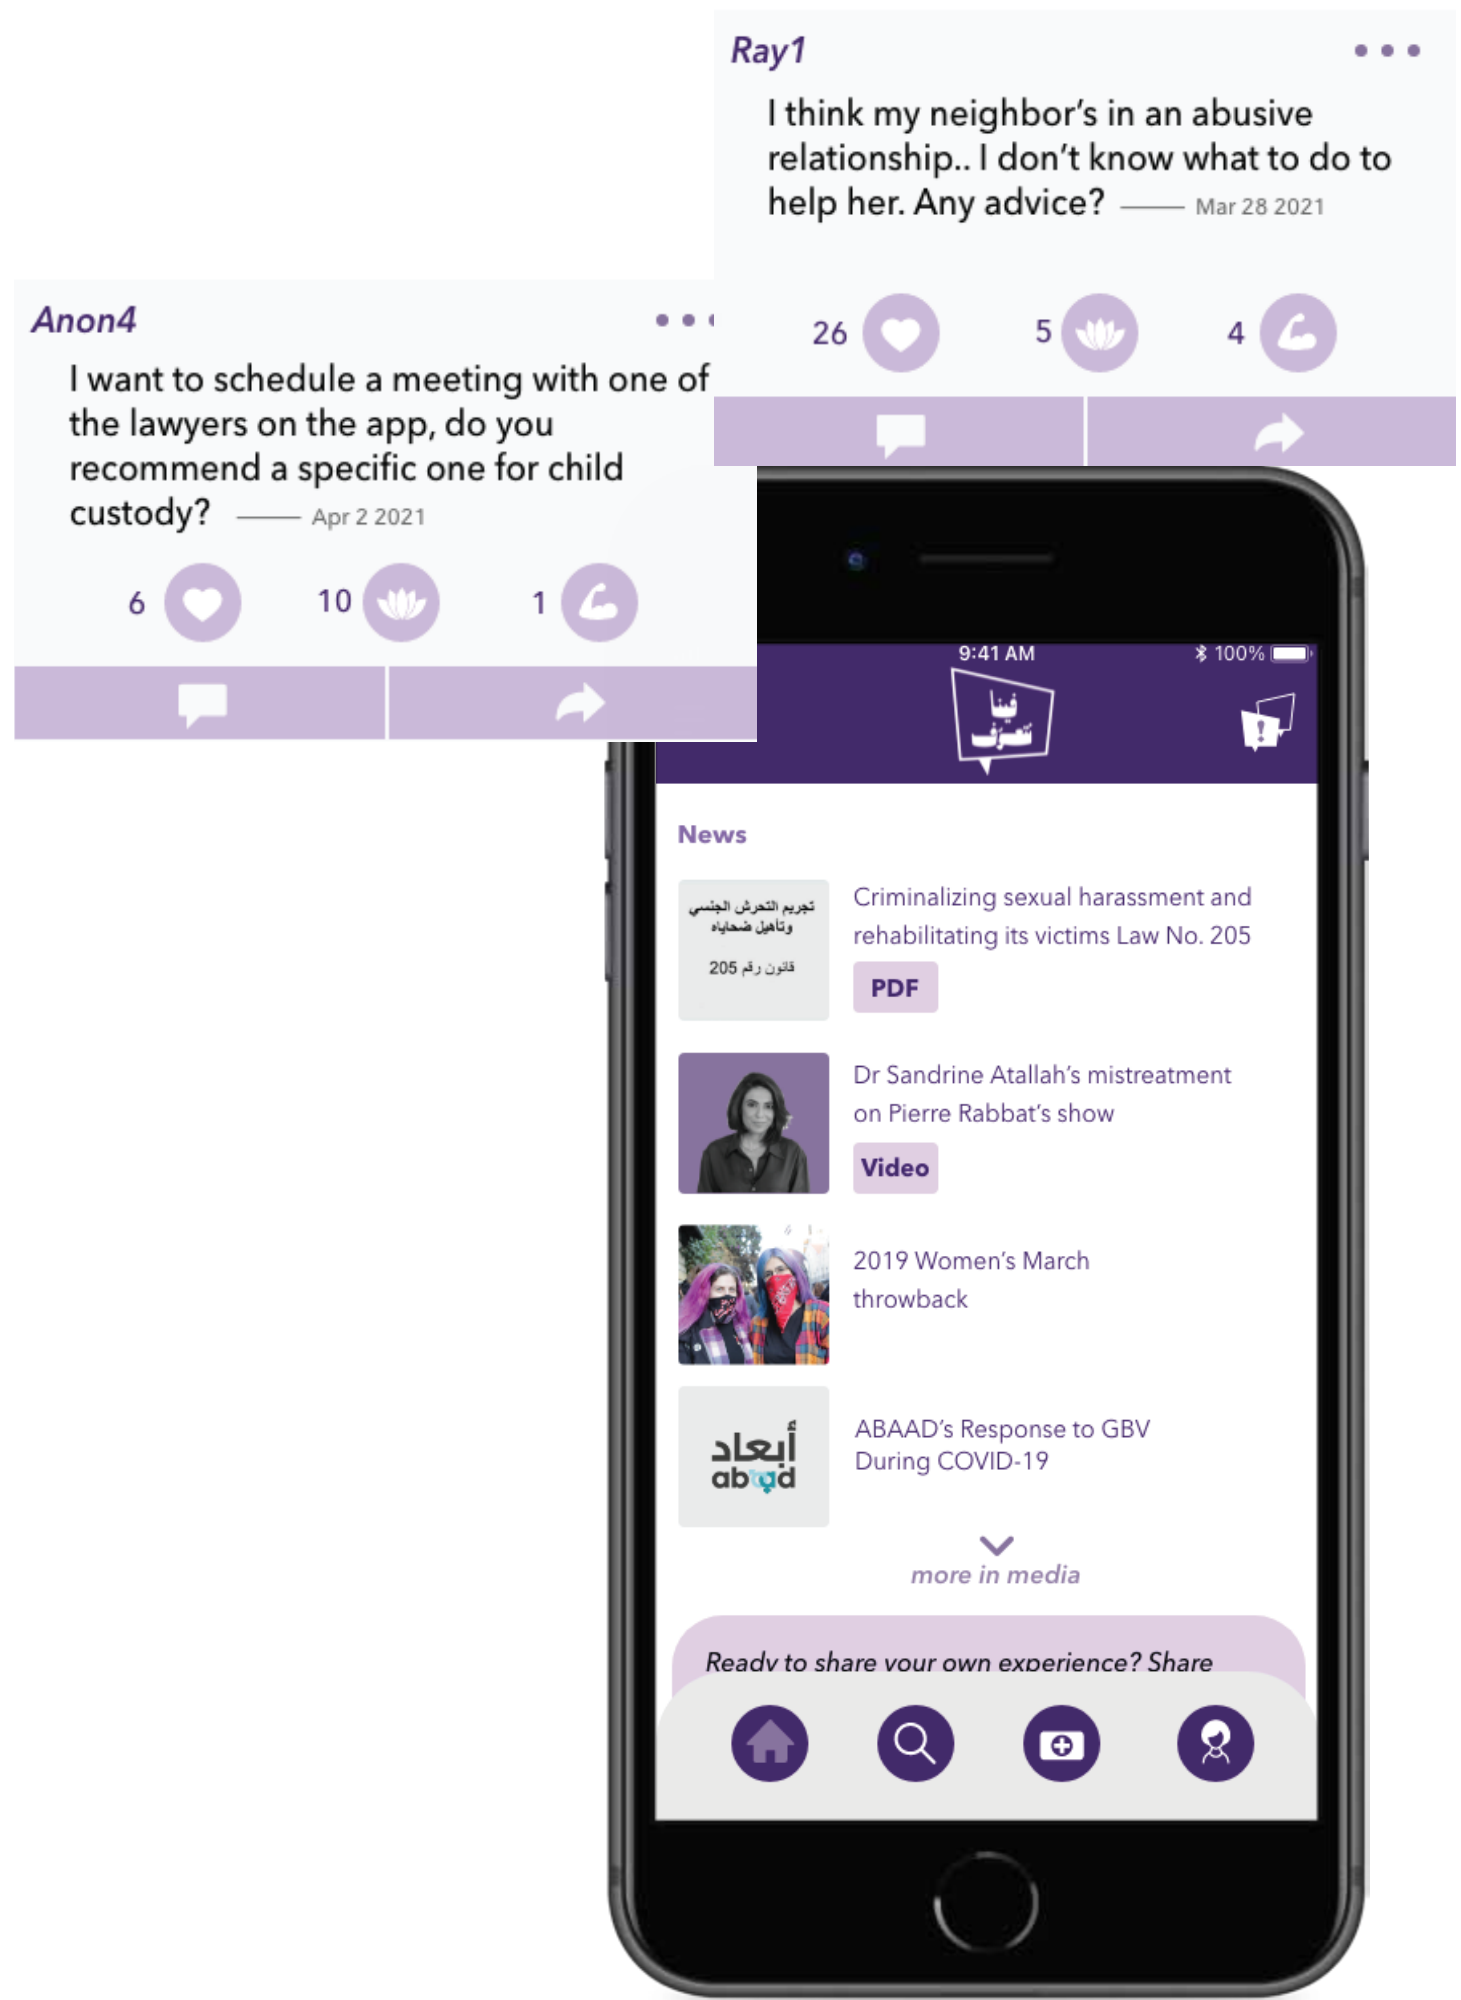 Ray1
I think my neighbor's in an abusive
relationship.. I don't know what to do to
help her. Any advice? —— Mar 28 2021
26 5 4
Anon4
I want to schedule a meeting with one of
the lawyers on the app, do you
recommend a specific one for child
custody? —— Apr 2 2021
6 10 1
9:41 AM 100%
فينا
نتعرف
!
News
تجريم التحرش الجنسي
وتأهيل ضحاياه
قانون رقم 205
Criminalizing sexual harassment and
rehabilitating its victims Law No. 205
PDF
Dr Sandrine Atallah's mistreatment
on Pierre Rabbat's show
Video
2019 Women's March
throwback
أبعاد
abaad
ABAAD's Response to GBV
During COVID-19
more in media
Ready to share your own experience? Share